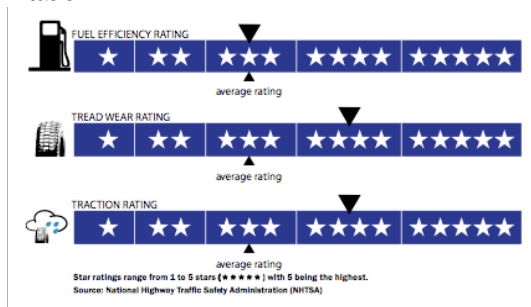 FUEL EFFICIENCY RATING
average rating
TREAD WEAR RATING
average rating
TRACTION RATING
average rating
Star ratings range from 1 to 5 stars (★★★★★) with 5 being the highest.
Source: National Highway Traffic Safety Administration (NHTSA)